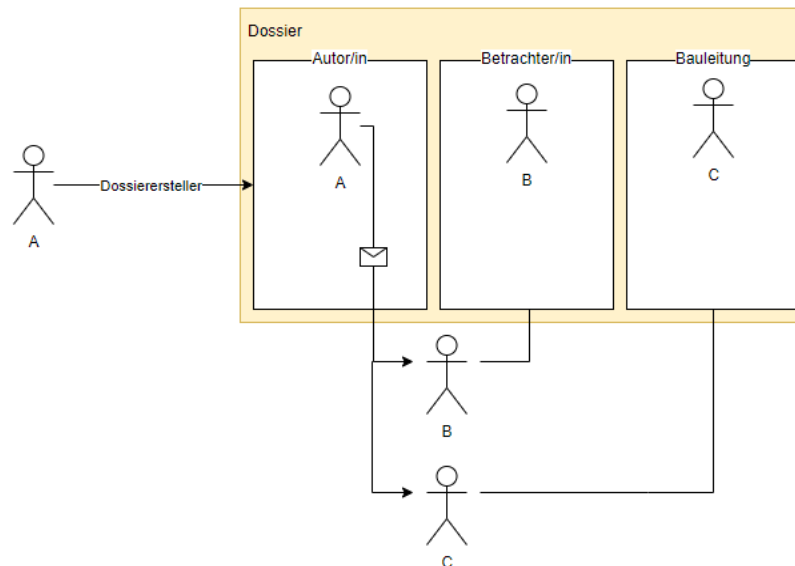 Dossier
Autor/in
Betrachter/in
Bauleitung
A
B
C
Dossierersteller
A
B
C